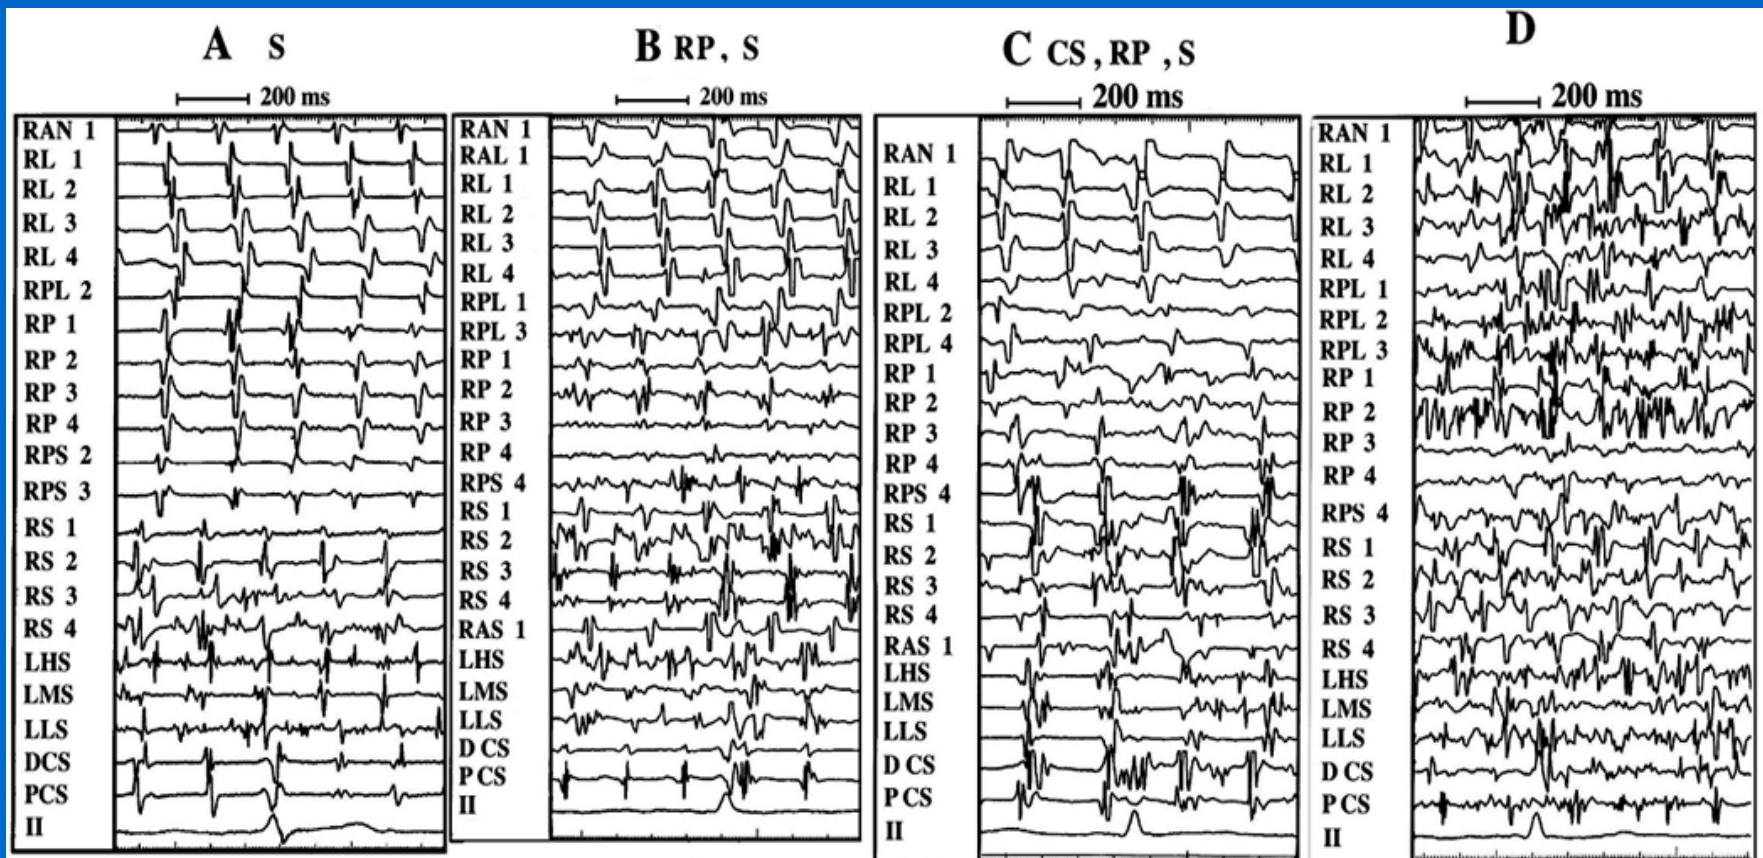 A S
200 ms
RAN 1
RL 1
RL 2
RL 3
RL 4
RPL 2
RP 1
RP 2
RP 3
RP 4
RPS 2
RPS 3
RS 1
RS 2
RS 3
RS 4
LHS
LMS
LLS
DCS
PCS
II
B RP, S
200 ms
RAN 1
RAL 1
RL 1
RL 2
RL 3
RL 4
RPL 1
RPL 3
RP 1
RP 2
RP 3
RP 4
RPS 4
RS 1
RS 2
RS 3
RS 4
RAS 1
LHS
LMS
LLS
D CS
P CS
II
C CS, RP, S
200 ms
RAN 1
RL 1
RL 2
RL 3
RL 4
RPL 2
RPL 4
RP 1
RP 2
RP 3
RP 4
RPS 4
RS 1
RS 2
RS 3
RS 4
RAS 1
LHS
LMS
LLS
D CS
P CS
II
D
200 ms
RAN 1
RL 1
RL 2
RL 3
RL 4
RPL 1
RPL 2
RPL 3
RP 1
RP 2
RP 3
RP 4
RPS 4
RS 1
RS 2
RS 3
RS 4
LHS
LMS
LLS
D CS
P CS
II